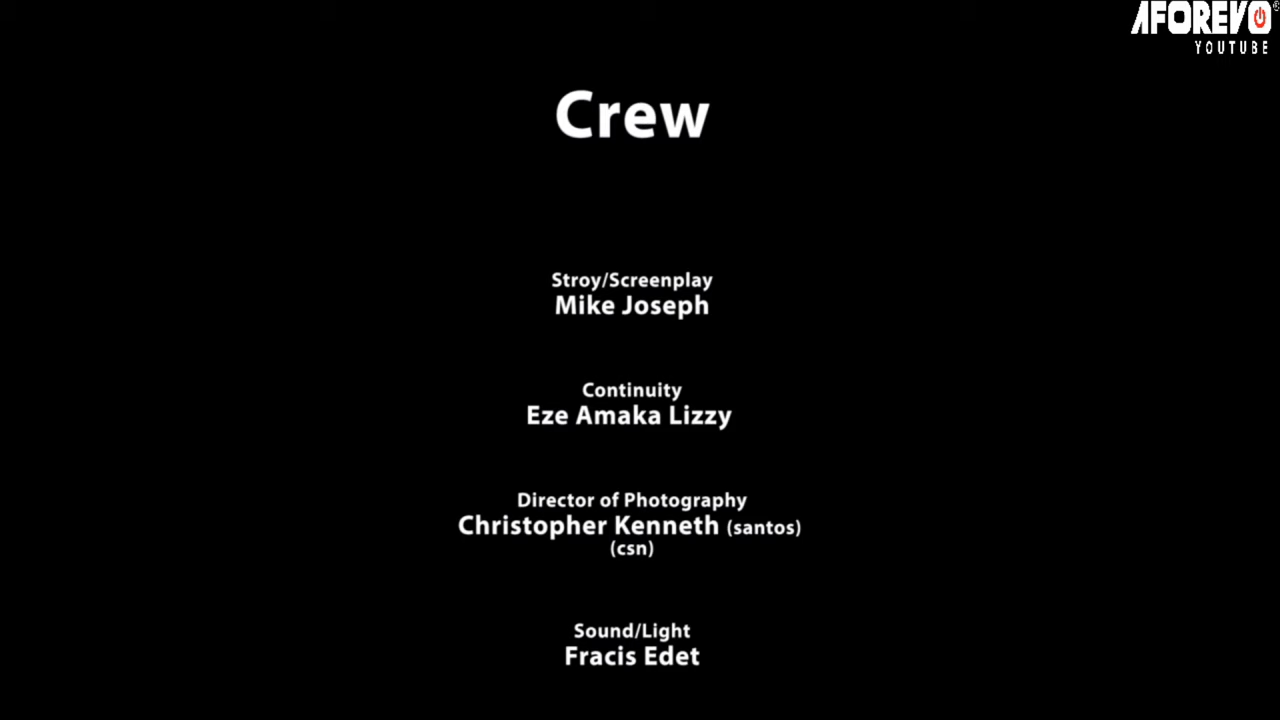 AFOREVO
YOUTUBE
Crew
Stroy/Screenplay
Mike Joseph
Continuity
Eze Amaka Lizzy
Director of Photography
Christopher Kenneth (santos)
(csn)
Sound/Light
Fracis Edet